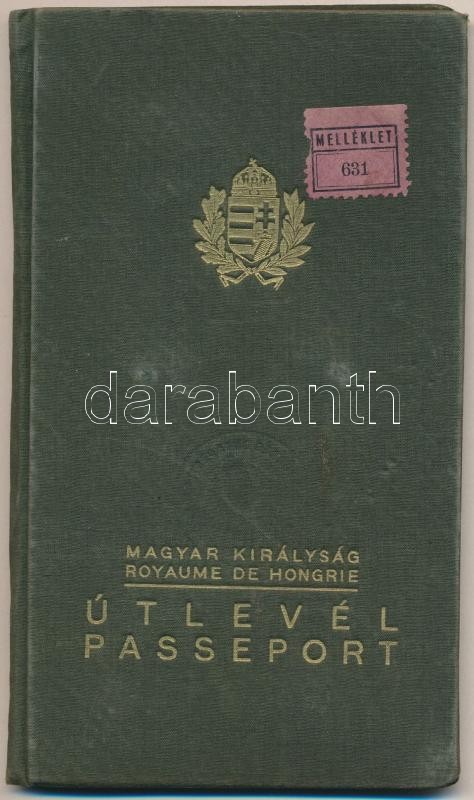 MELLÉKLET
631
darabanth
MAGYAR KIRÁLYSÁG
ROYAUME DE HONGRIE
ÚTLEVÉL
PASSEPORT